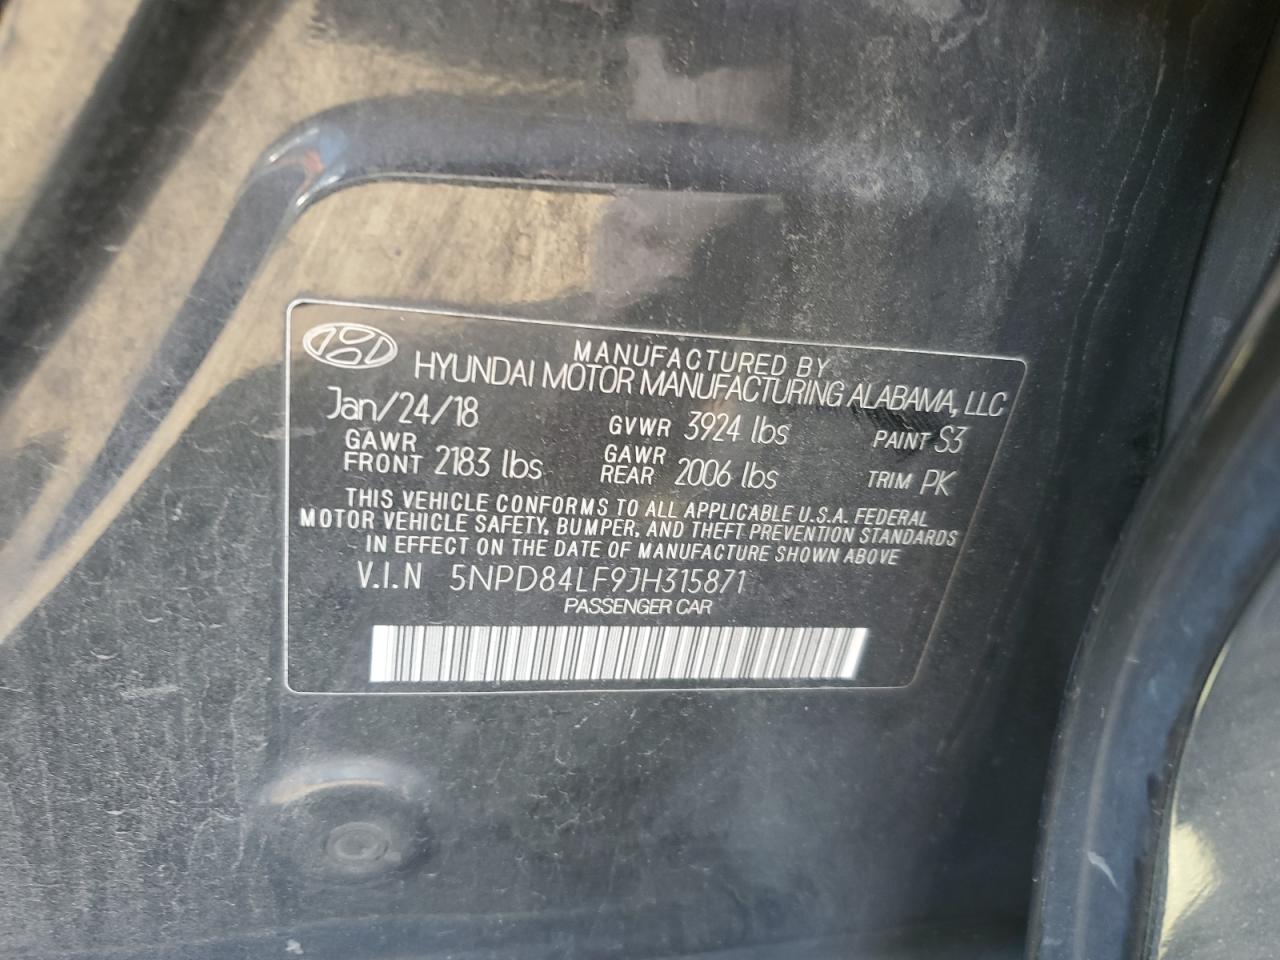 MANUFACTURED BY
HYUNDAI MOTOR MANUFACTURING ALABAMA, LLC
Jan/24/18 GVWR 3924 lbs PAINT S3
GAWR FRONT 2183 lbs GAWR REAR 2006 lbs TRIM PK
THIS VEHICLE CONFORMS TO ALL APPLICABLE U.S.A. FEDERAL
MOTOR VEHICLE SAFETY, BUMPER, AND THEFT PREVENTION STANDARDS
IN EFFECT ON THE DATE OF MANUFACTURE SHOWN ABOVE
V.I.N 5NPD84LF9JH315871
PASSENGER CAR